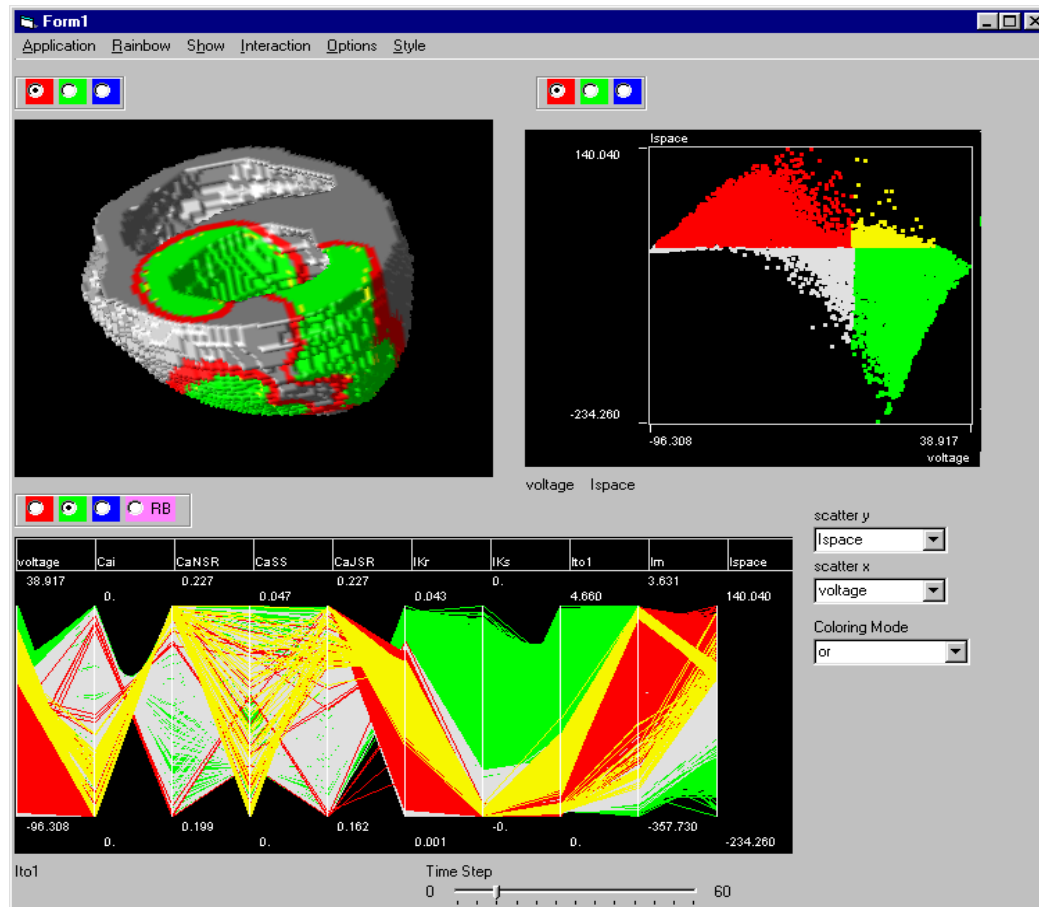 Form1
Application Rainbow Show Interaction Options Style
Ispace
140.040
-234.260
-96.308 38.917
voltage
voltage Ispace
RB
scatter y
Ispace
scatter x
voltage
Coloring Mode
or
voltage Cai CaNSR CaSS CaJSR IKr IKs Ito1 Im Ispace
38.917 0.227 0.227 0. 3.631
0. 0.047 0.043 4.660 140.040
-96.308 0.199 0.162 -0. -357.730
0. 0. 0.001 0. -234.260
Ito1
Time Step
0 60